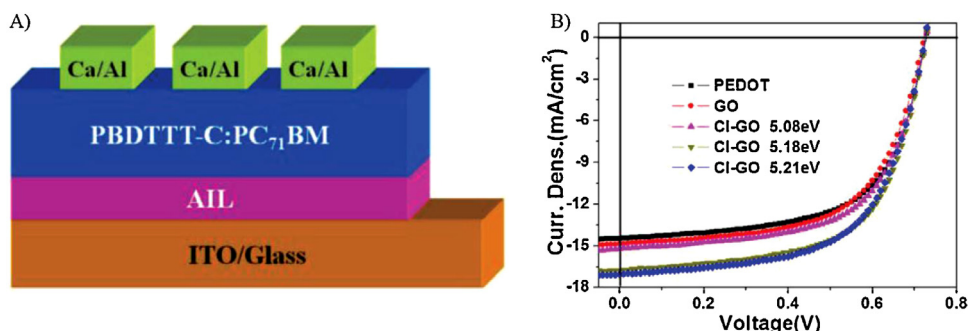 A)
Ca/Al Ca/Al Ca/Al
PBDTTT-C:PC₇₁BM
AIL
ITO/Glass
B)
Curr. Dens.(mA/cm²)
0
-3
-6
-9
-12
-15
-18
PEDOT
GO
Cl-GO 5.08eV
Cl-GO 5.18eV
Cl-GO 5.21eV
0.0 0.2 0.4 0.6 0.8
Voltage(V)